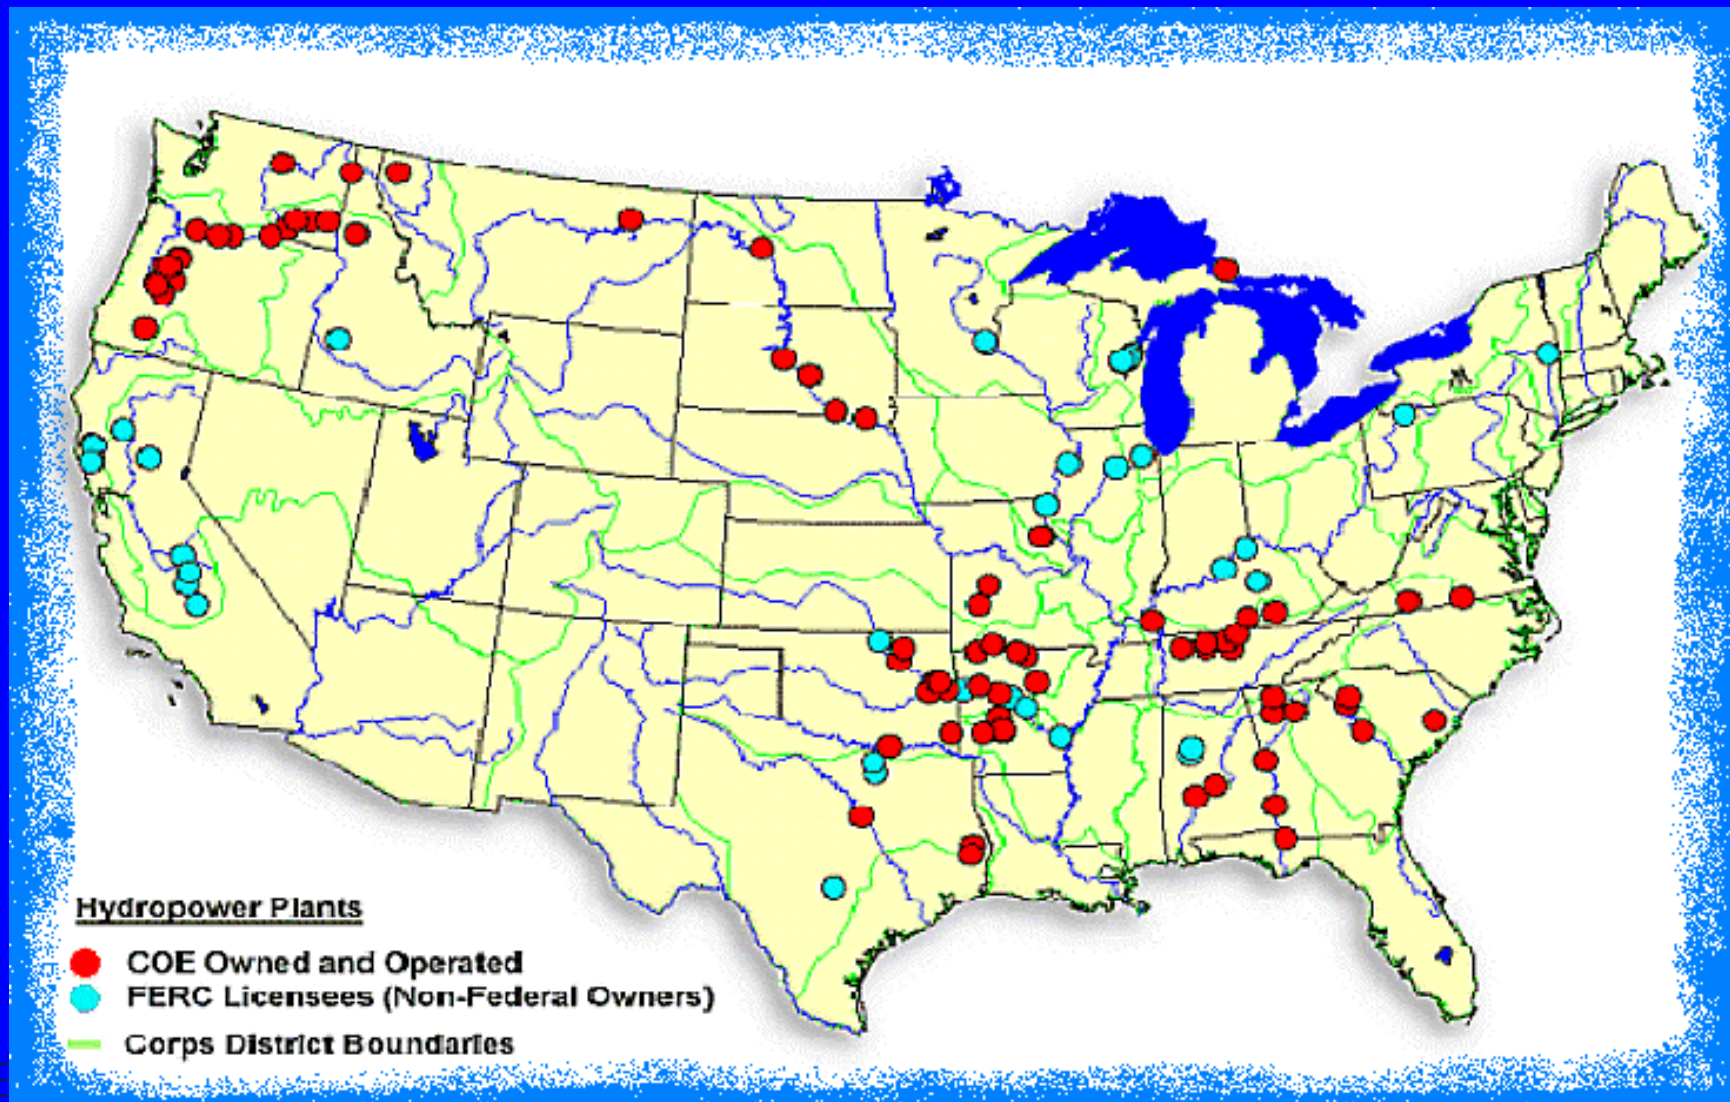 Hydropower Plants
COE Owned and Operated
FERC Licensees (Non-Federal Owners)
Corps District Boundaries